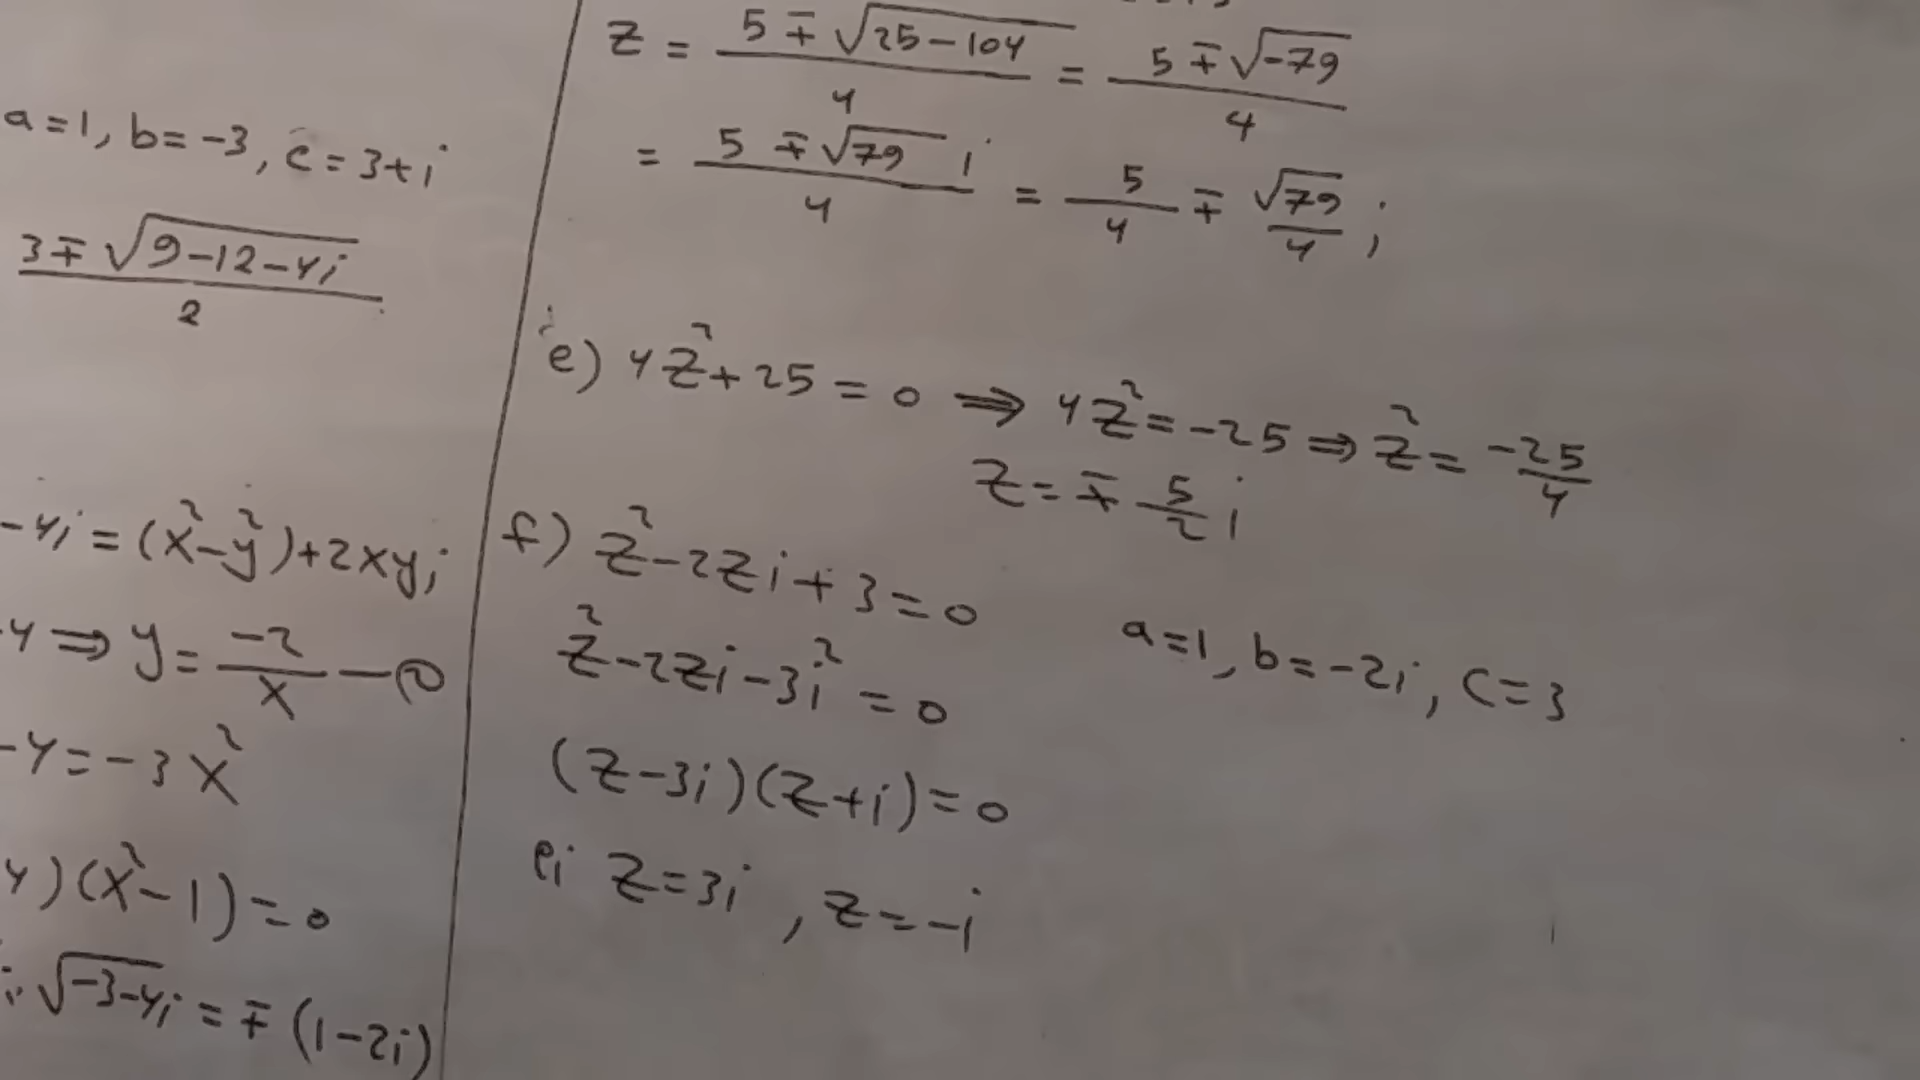 a=1, b=-3, c=3+i
3∓√(9-12-4i) / 2
-4i = (x²-y²)+2xyi
-4 ⇒ y = -2/x —②
-4 = -3x²
4)(x²-1)=0
∴ √(-3-4i) = ∓(1-2i)
z = (5∓√(25-104))/4 = (5∓√-79)/4
= (5∓√79 i)/4 = 5/4 ∓ √79/4 i
e) 4z²+25=0 ⇒ 4z²=-25 ⇒ z²=-25/4
z=∓5/2 i
f) z²-2zi+3=0
a=1, b=-2i, c=3
z²-2zi-3i²=0
(z-3i)(z+i)=0
z=3i, z=-i